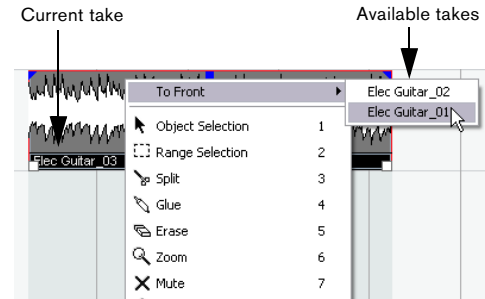 Current take
Available takes
To Front
Elec Guitar_02
Elec Guitar_01
Object Selection 1
Range Selection 2
Elec Guitar_03
Split 3
Glue 4
Erase 5
Zoom 6
Mute 7